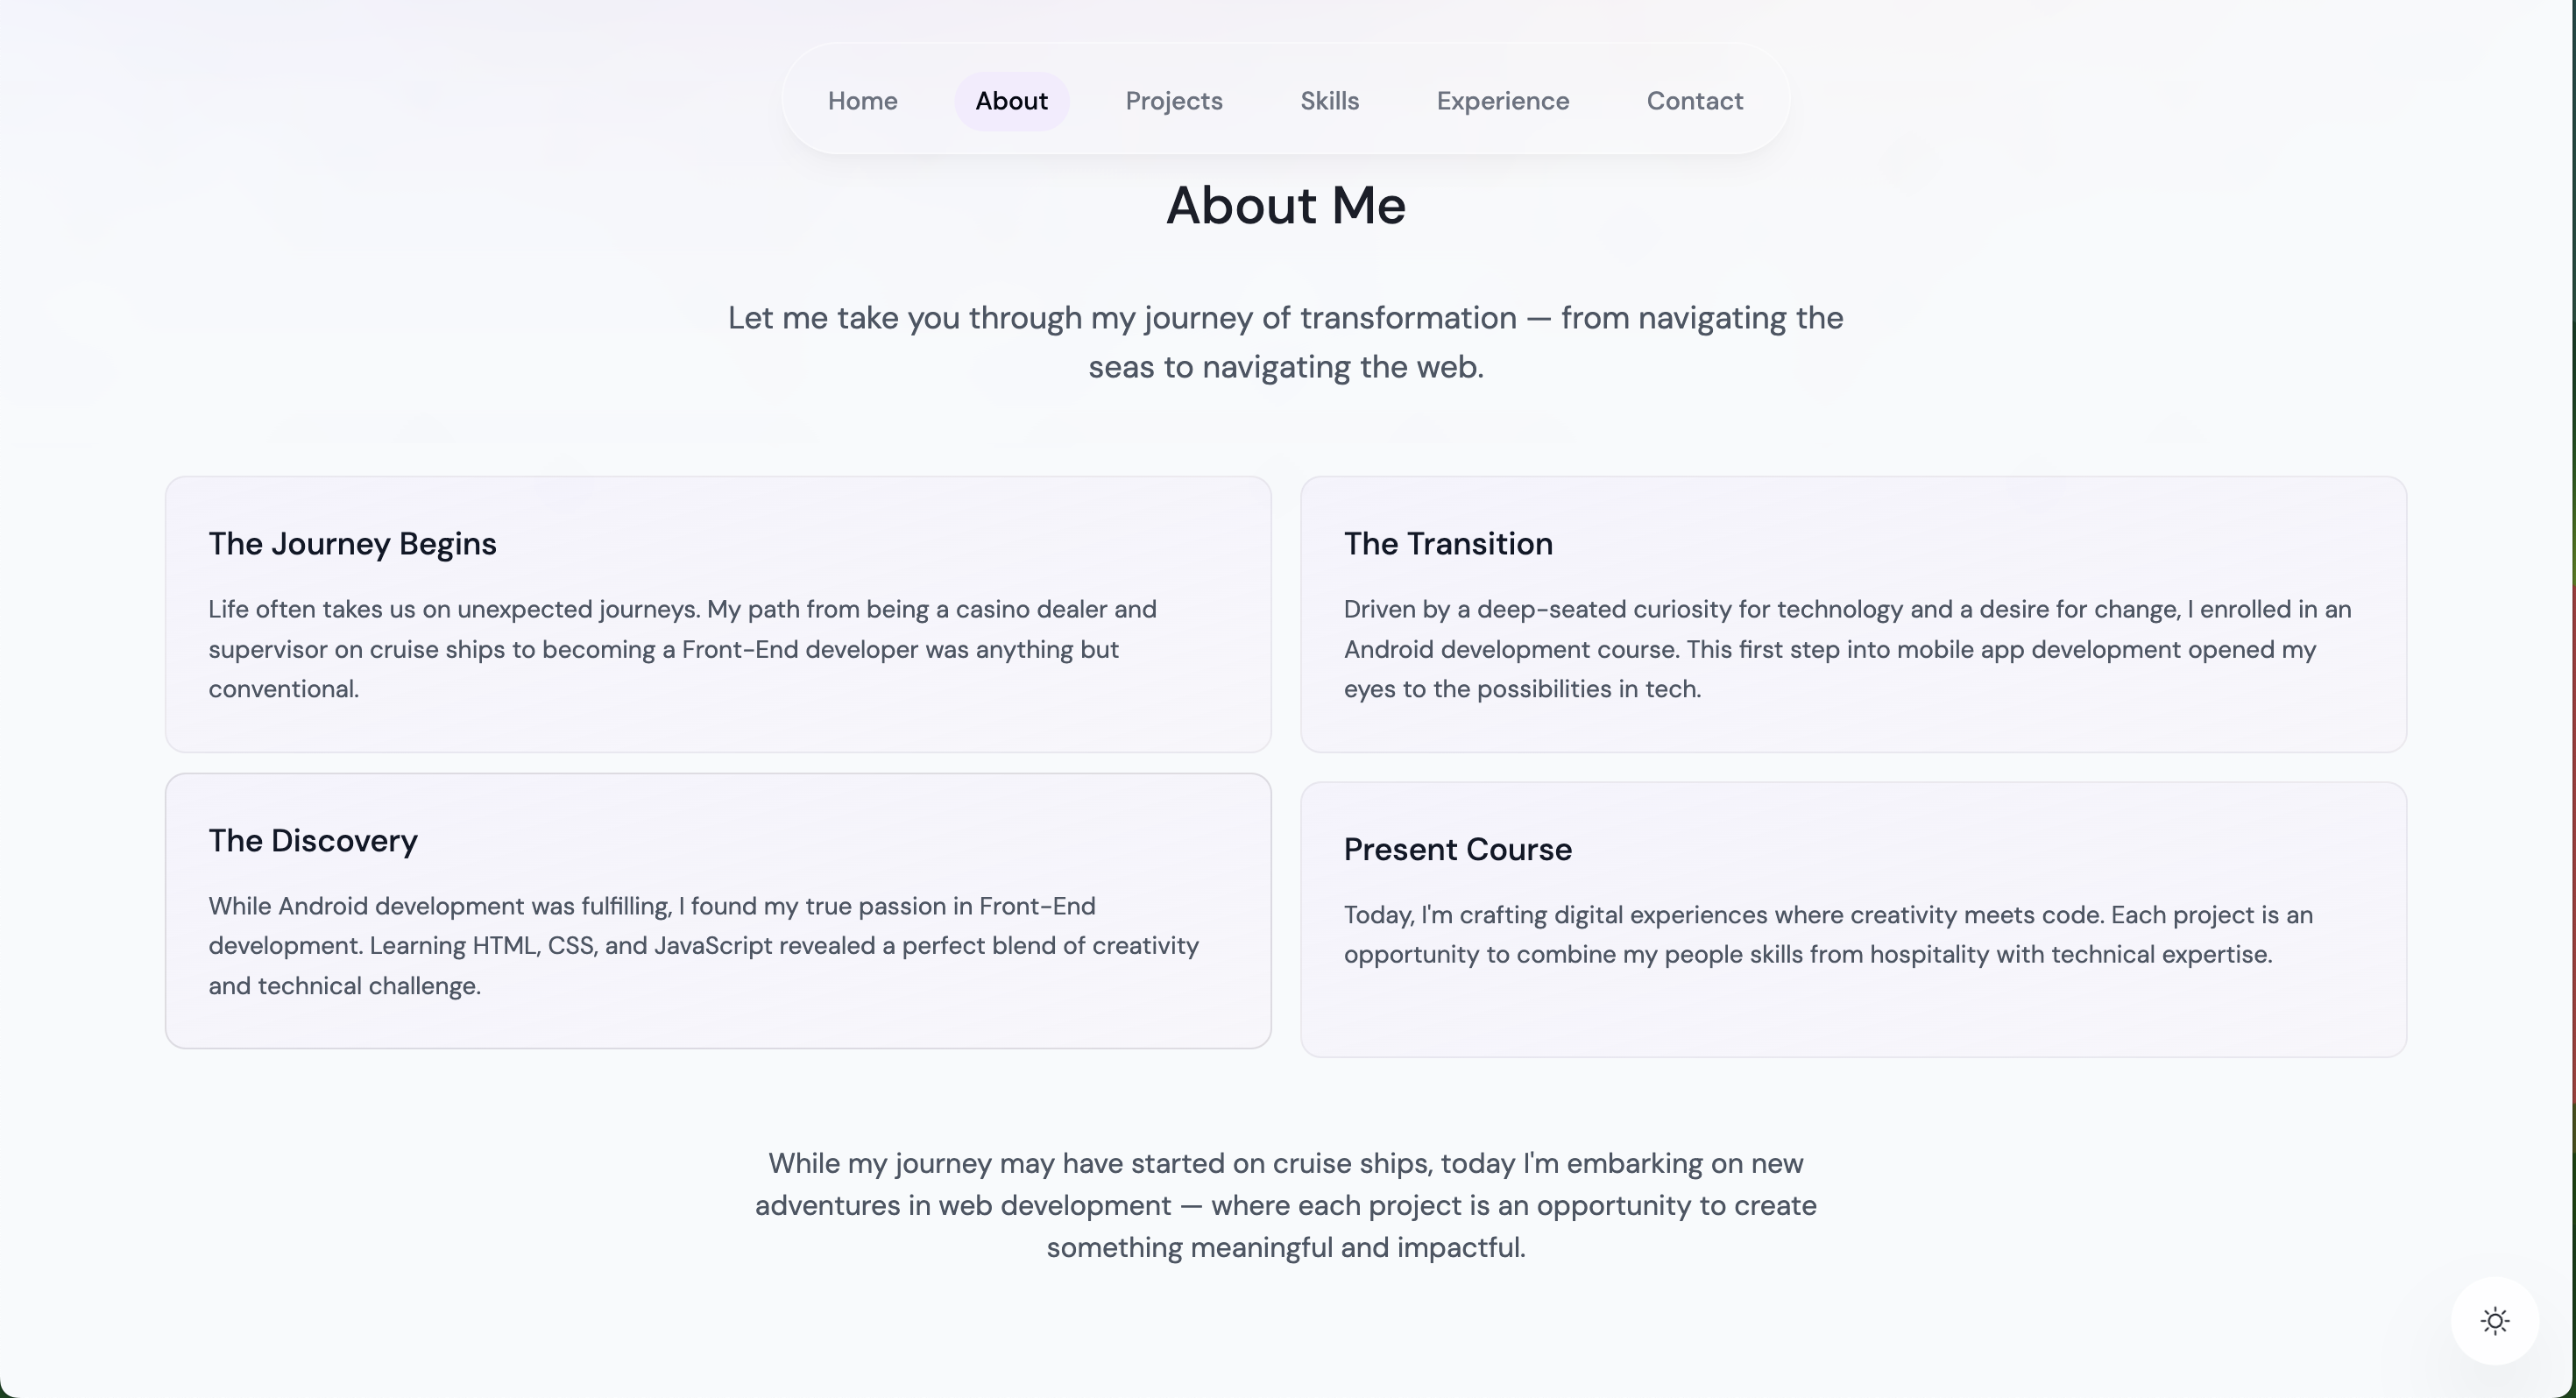 Home
About
Projects
Skills
Experience
Contact
About Me
Let me take you through my journey of transformation — from navigating the
seas to navigating the web.
The Journey Begins
Life often takes us on unexpected journeys. My path from being a casino dealer and
supervisor on cruise ships to becoming a Front-End developer was anything but
conventional.
The Transition
Driven by a deep-seated curiosity for technology and a desire for change, I enrolled in an
Android development course. This first step into mobile app development opened my
eyes to the possibilities in tech.
The Discovery
While Android development was fulfilling, I found my true passion in Front-End
development. Learning HTML, CSS, and JavaScript revealed a perfect blend of creativity
and technical challenge.
Present Course
Today, I'm crafting digital experiences where creativity meets code. Each project is an
opportunity to combine my people skills from hospitality with technical expertise.
While my journey may have started on cruise ships, today I'm embarking on new
adventures in web development — where each project is an opportunity to create
something meaningful and impactful.